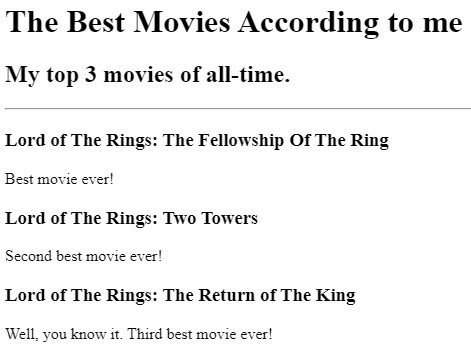 The Best Movies According to me
My top 3 movies of all-time.
Lord of The Rings: The Fellowship Of The Ring
Best movie ever!
Lord of The Rings: Two Towers
Second best movie ever!
Lord of The Rings: The Return of The King
Well, you know it. Third best movie ever!